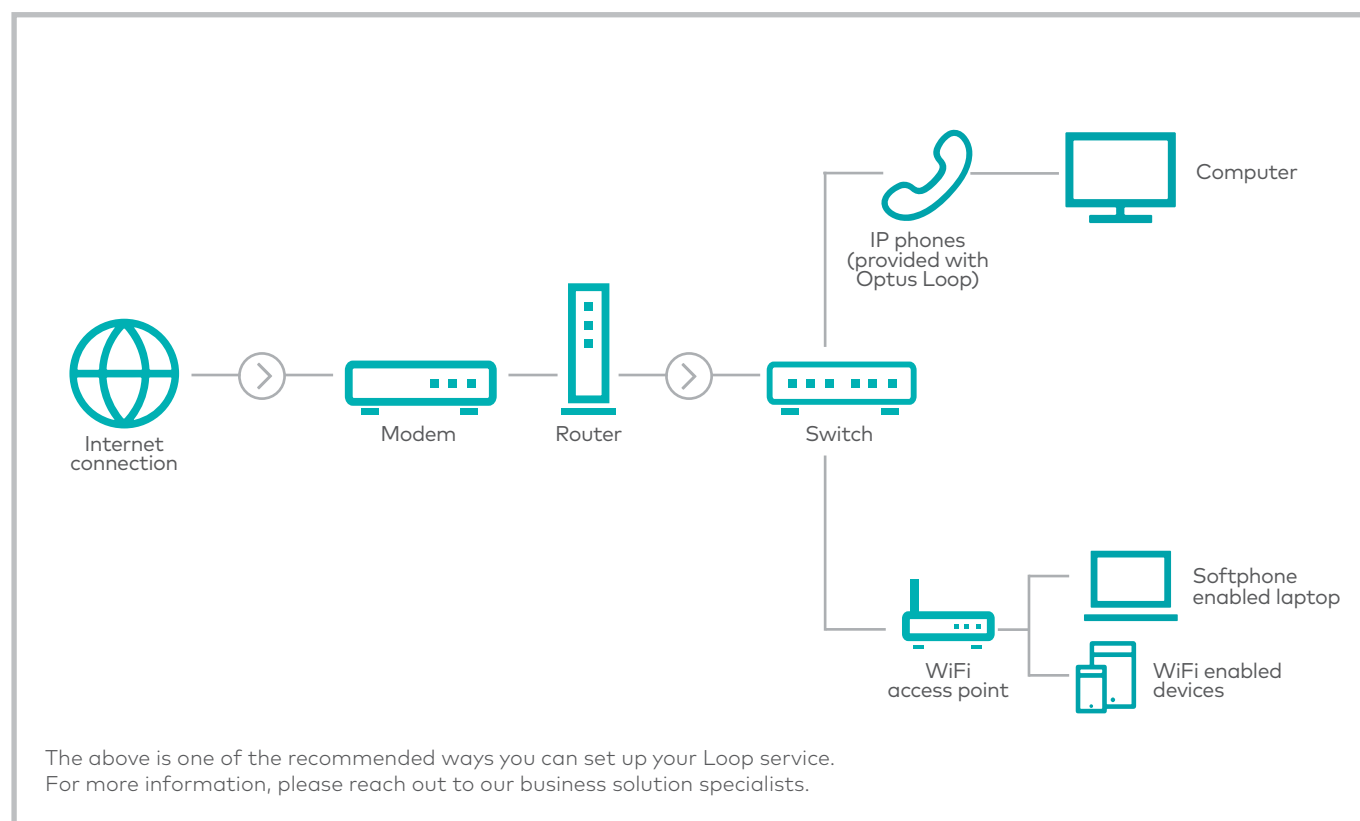 Computer
IP phones
(provided with
Optus Loop)
Internet
connection
Modem
Router
Switch
Softphone
enabled laptop
WiFi
access point
WiFi enabled
devices
The above is one of the recommended ways you can set up your Loop service.
For more information, please reach out to our business solution specialists.